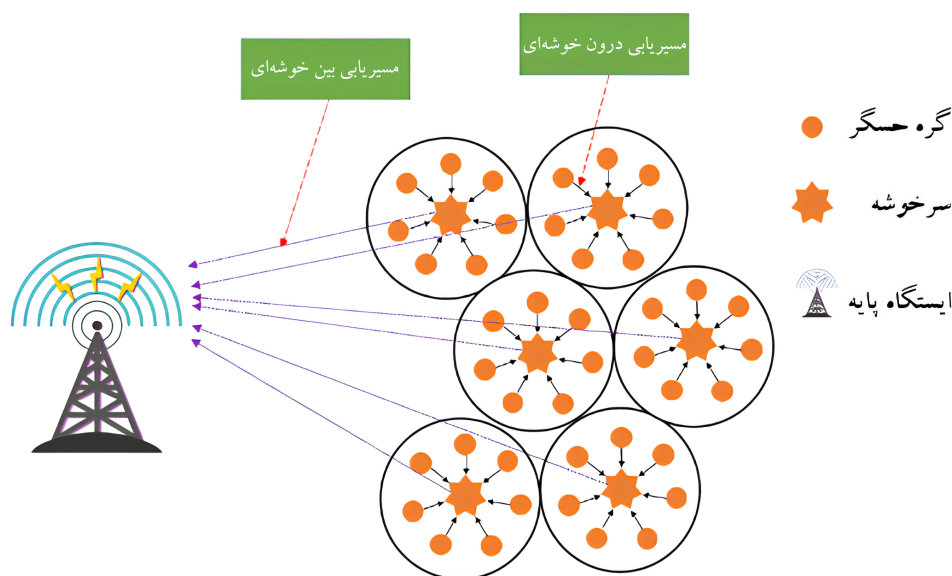 مسیریابی درون خوشه‌ای
مسیریابی بین خوشه‌ای
گره حسگر
سرخوشه
ایستگاه پایه